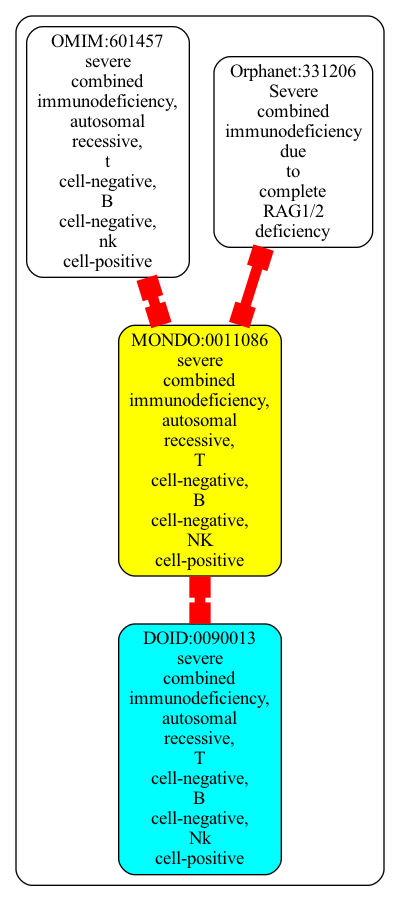 OMIM:601457
severe
combined
immunodeficiency,
autosomal
recessive,
t
cell-negative,
B
cell-negative,
nk
cell-positive
Orphanet:331206
Severe
combined
immunodeficiency
due
to
complete
RAG1/2
deficiency
MONDO:0011086
severe
combined
immunodeficiency,
autosomal
recessive,
T
cell-negative,
B
cell-negative,
NK
cell-positive
DOID:0090013
severe
combined
immunodeficiency,
autosomal
recessive,
T
cell-negative,
B
cell-negative,
Nk
cell-positive